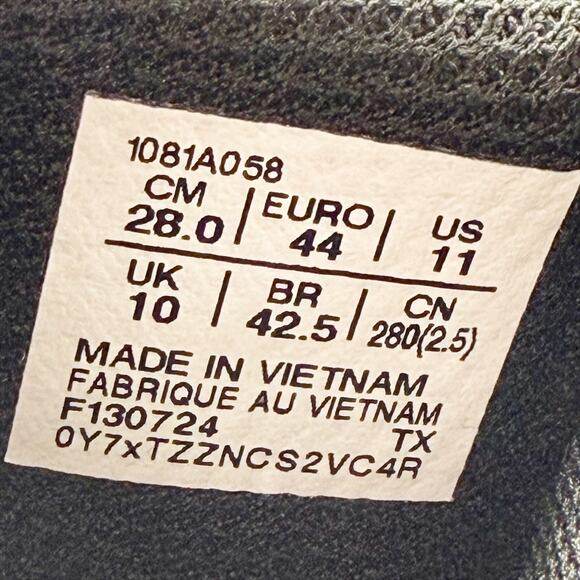 1081A058
CM | EURO | US
28.0 | 44 | 11
UK | BR | CN
10 | 42.5 | 280(2.5)
MADE IN VIETNAM
FABRIQUE AU VIETNAM
F130724 TX
0Y7xTZZNCS2VC4R